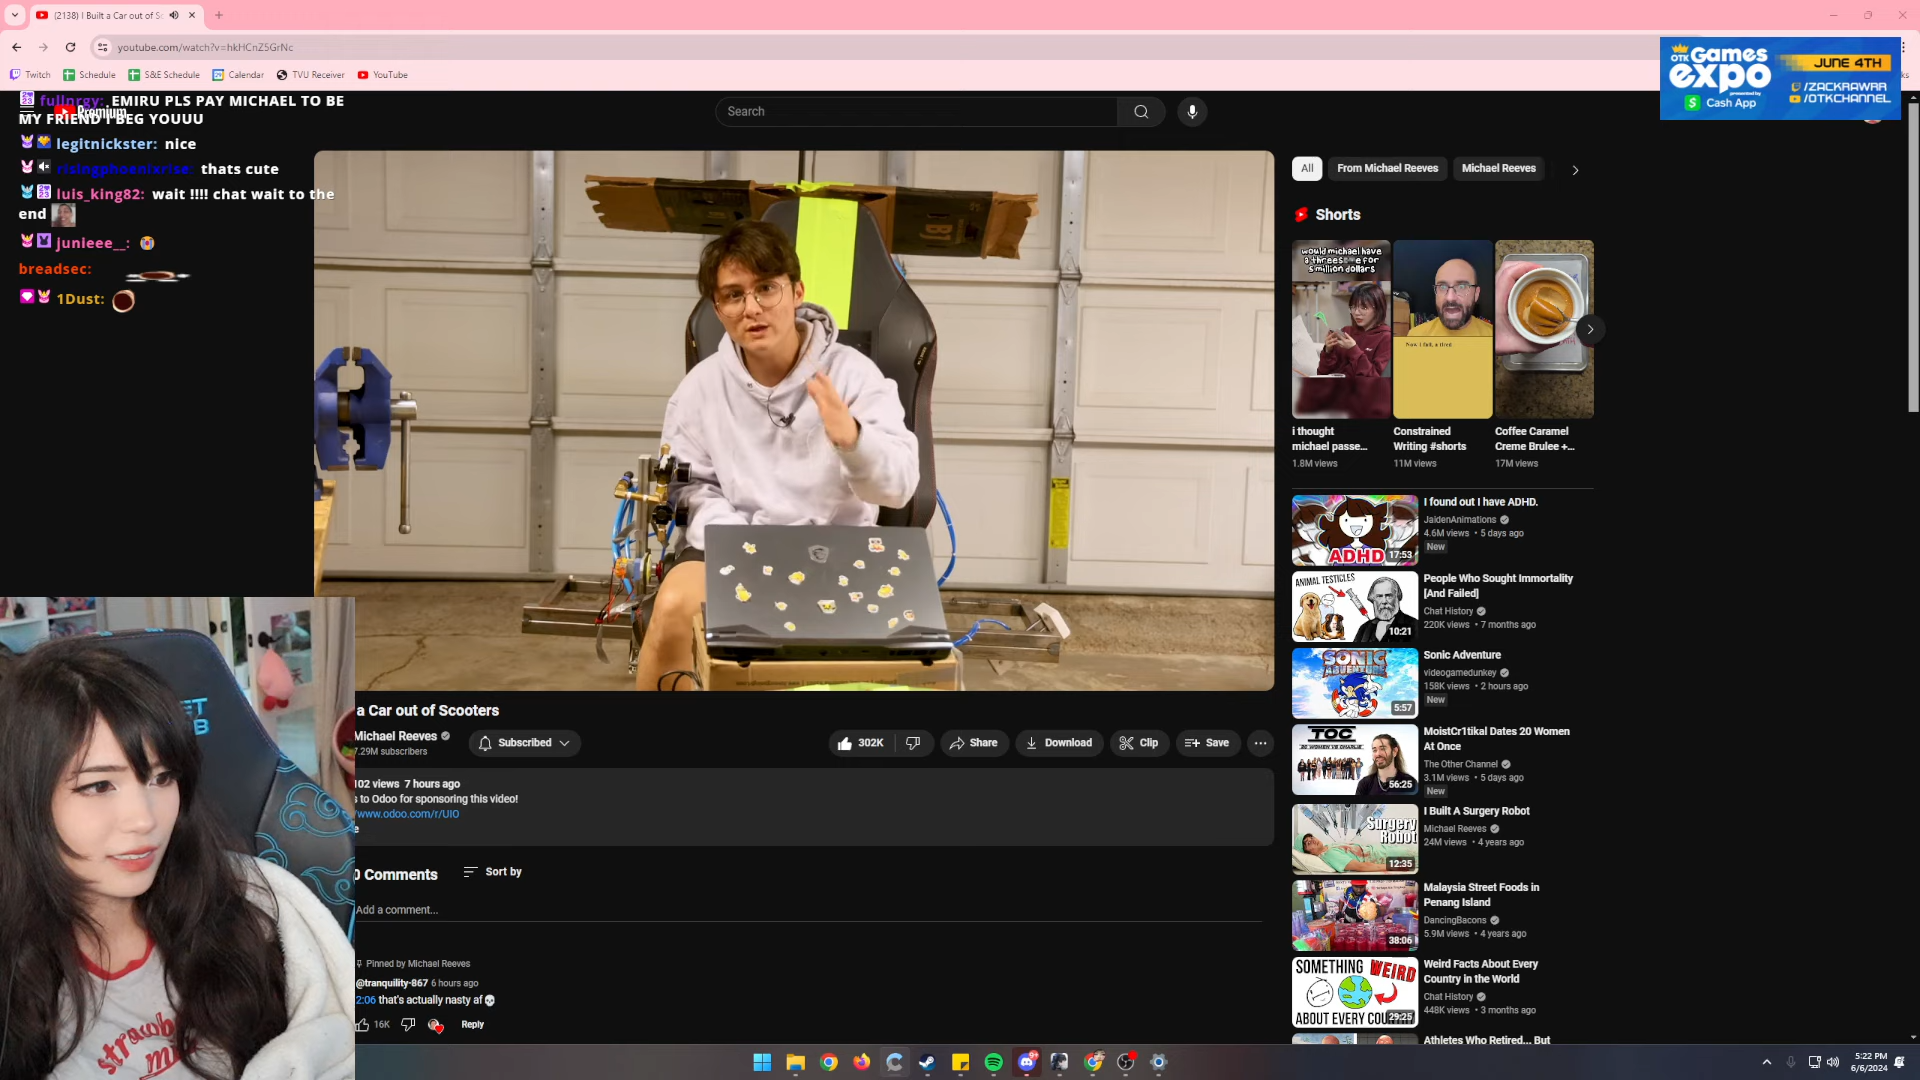 (2138) I Built a Car out of Sc
youtube.com/watch?v=hkHCnZ5GrNc
Twitch
Schedule
S&E Schedule
Calendar
TVU Receiver
YouTube
OTK Games expo
presented by
Cash App
JUNE 4TH
/ZACKRAWRR
/OTKCHANNEL
Premium
Search
fullnrgy: EMIRU PLS PAY MICHAEL TO BE
MY FRIEND I BEG YOUUU
legitnickster: nice
risingphoenixrise: thats cute
luis_king82: wait !!!! chat wait to the
end
junieee__:
breadsec:
1Dust:
All
From Michael Reeves
Michael Reeves
Shorts
would michael have
a threes e for
5 million dollars
i thought
michael passe...
1.8M views
Constrained
Writing #shorts
11M views
Coffee Caramel
Creme Brulee +...
17M views
ADHD
17:53
I found out I have ADHD.
JaidenAnimations
4.6M views • 5 days ago
New
ANIMAL TESTICLES
10:21
People Who Sought Immortality
[And Failed]
Chat History
220K views • 7 months ago
SONIC
ADVENTURE
5:57
Sonic Adventure
videogamedunkey
158K views • 2 hours ago
New
TOC
56:25
MoistCr1tikal Dates 20 Women
At Once
The Other Channel
3.1M views • 5 days ago
New
Surgery
Robot
12:35
I Built A Surgery Robot
Michael Reeves
24M views • 4 years ago
38:06
Malaysia Street Foods in
Penang Island
DancingBacons
5.9M views • 4 years ago
SOMETHING WEIRD
ABOUT EVERY
29:25
Weird Facts About Every
Country in the World
Chat History
448K views • 3 months ago
Athletes Who Retired... But
a Car out of Scooters
Michael Reeves
7.29M subscribers
Subscribed
302K
Share
Download
Clip
Save
102 views 7 hours ago
s to Odoo for sponsoring this video!
www.odoo.com/r/UIO
e
0 Comments
Sort by
Add a comment...
Pinned by Michael Reeves
@tranquility-867 6 hours ago
2:06 that's actually nasty af
16K
Reply
5:22 PM
6/6/2024